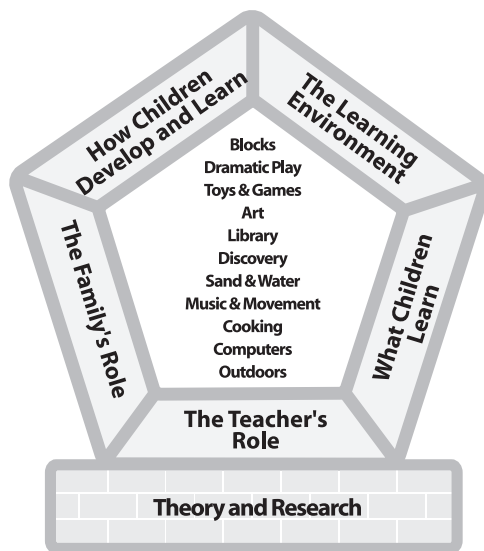 How Children
Develop and Learn
The Learning
Environment
Blocks
Dramatic Play
Toys & Games
Art
Library
Discovery
Sand & Water
Music & Movement
Cooking
Computers
Outdoors
The Family's Role
What Children
Learn
The Teacher's
Role
Theory and Research